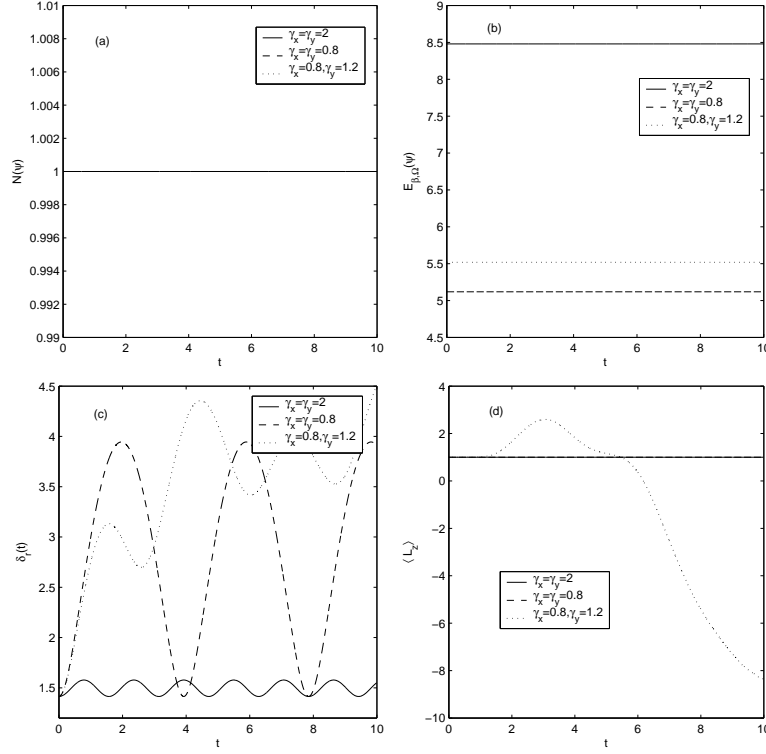 1.01
1.008
1.006
1.004
1.002
1
0.998
0.996
0.994
0.992
0.99
0 2 4 6 8 10
t
N(ψ)
(a)
γx=γy=2
γx=γy=0.8
γx=0.8,γy=1.2
9
8.5
8
7.5
7
6.5
6
5.5
5
4.5
0 2 4 6 8 10
t
Eβ,Ω(ψ)
(b)
γx=γy=2
γx=γy=0.8
γx=0.8,γy=1.2
4.5
4
3.5
3
2.5
2
1.5
0 2 4 6 8 10
t
δr(t)
(c)
γx=γy=2
γx=γy=0.8
γx=0.8,γy=1.2
4
2
0
−2
−4
−6
−8
−10
0 2 4 6 8 10
t
⟨ Lz⟩
(d)
γx=γy=2
γx=γy=0.8
γx=0.8,γy=1.2